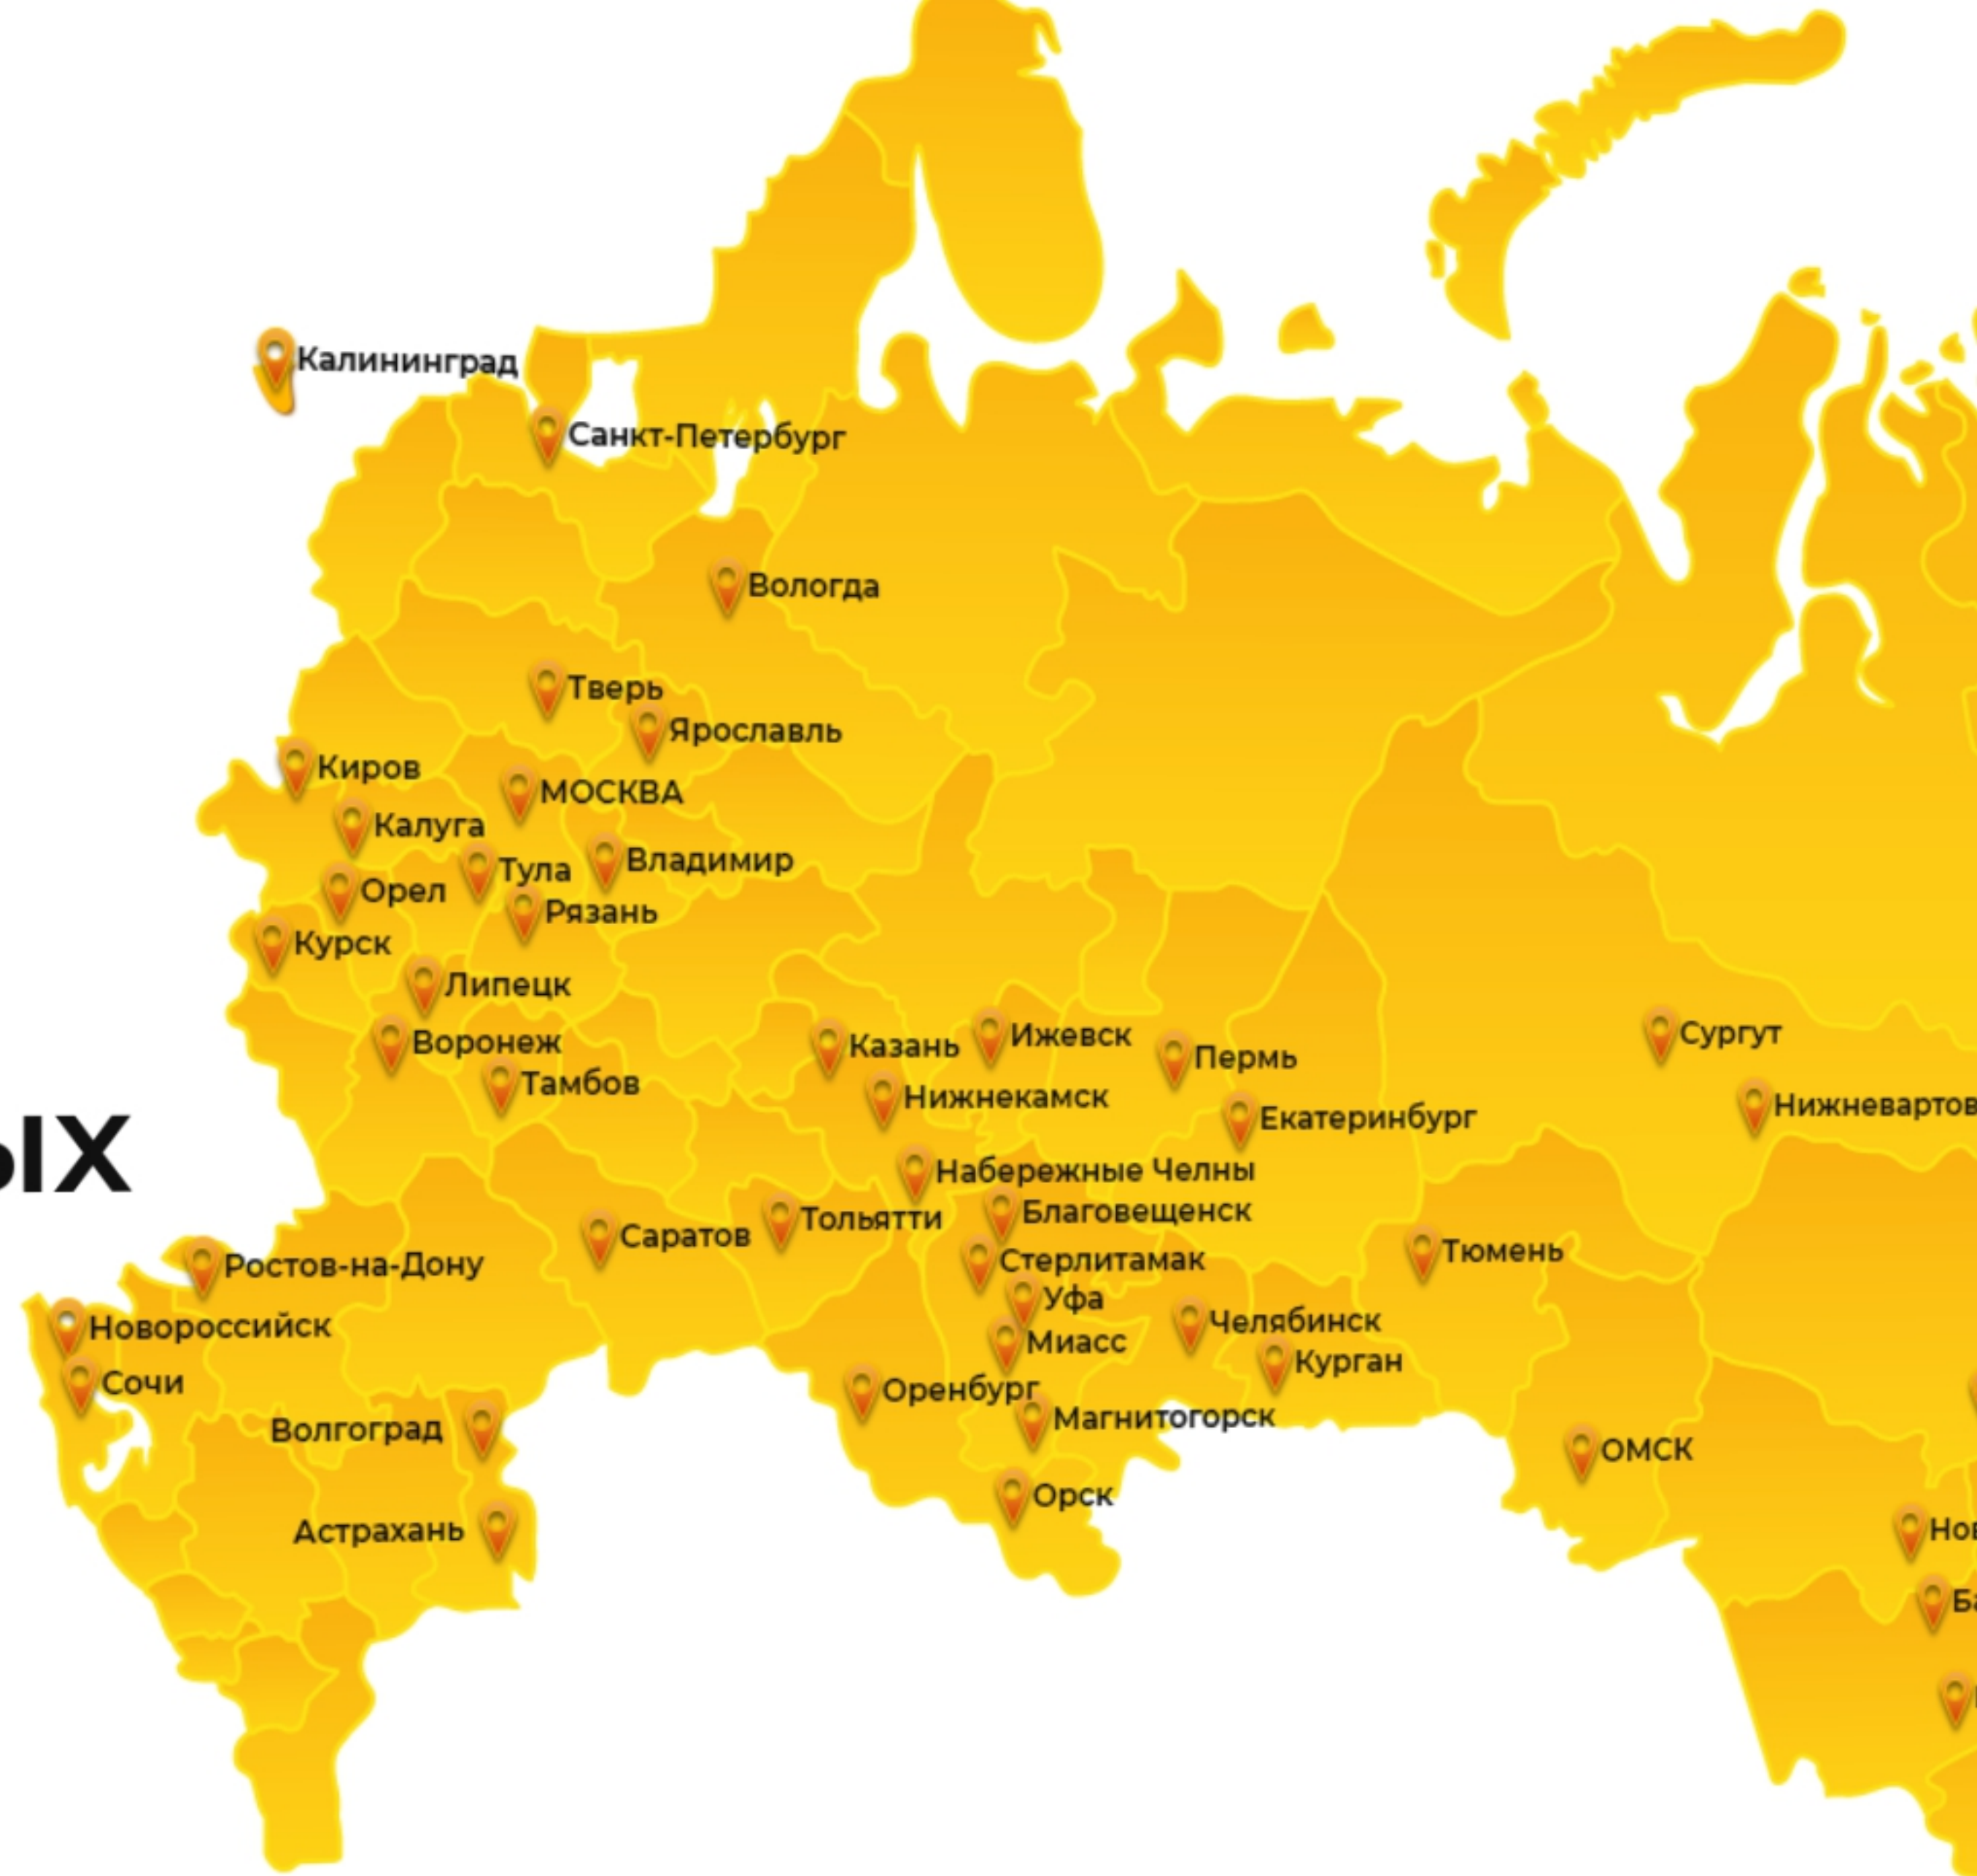 Калининград
Санкт-Петербург
Вологда
Тверь
Ярославль
Киров
МОСКВА
Калуга
Владимир
Тула
Орел
Рязань
Курск
Липецк
Воронеж
Казань
Ижевск
Пермь
Сургут
Тамбов
Нижнекамск
Екатеринбург
Нижневартов
ых
Набережные Челны
Благовещенск
Тольятти
Саратов
Стерлитамак
Тюмень
Ростов-на-Дону
Уфа
Новороссийск
Челябинск
Миасс
Курган
Сочи
Оренбург
Магнитогорск
Волгоград
ОМСК
Орск
Астрахань
Нов
Ба